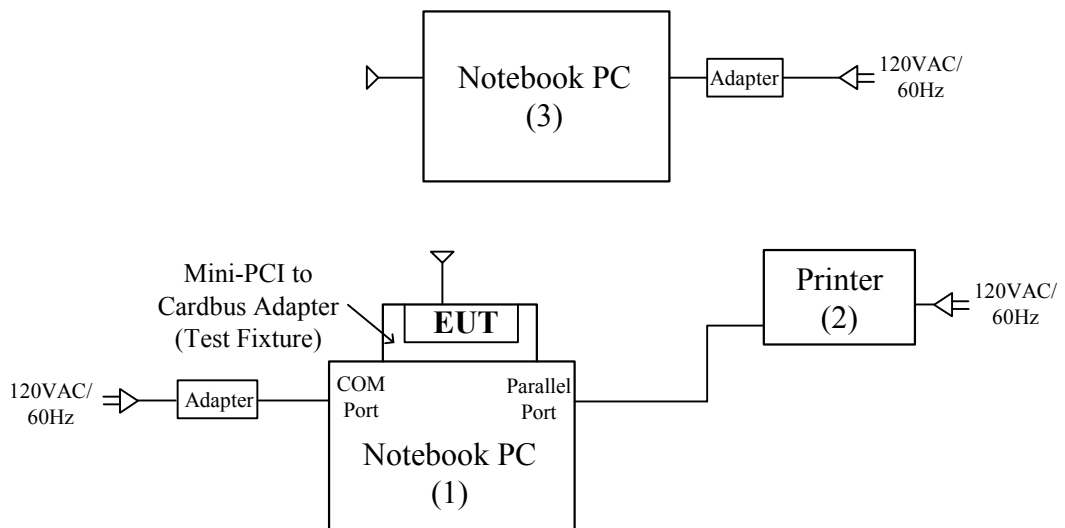 Notebook PC
(3)
Adapter
120VAC/
60Hz
Mini-PCI to
Cardbus Adapter
(Test Fixture)
EUT
Printer
(2)
120VAC/
60Hz
120VAC/
60Hz
Adapter
COM
Port
Parallel
Port
Notebook PC
(1)